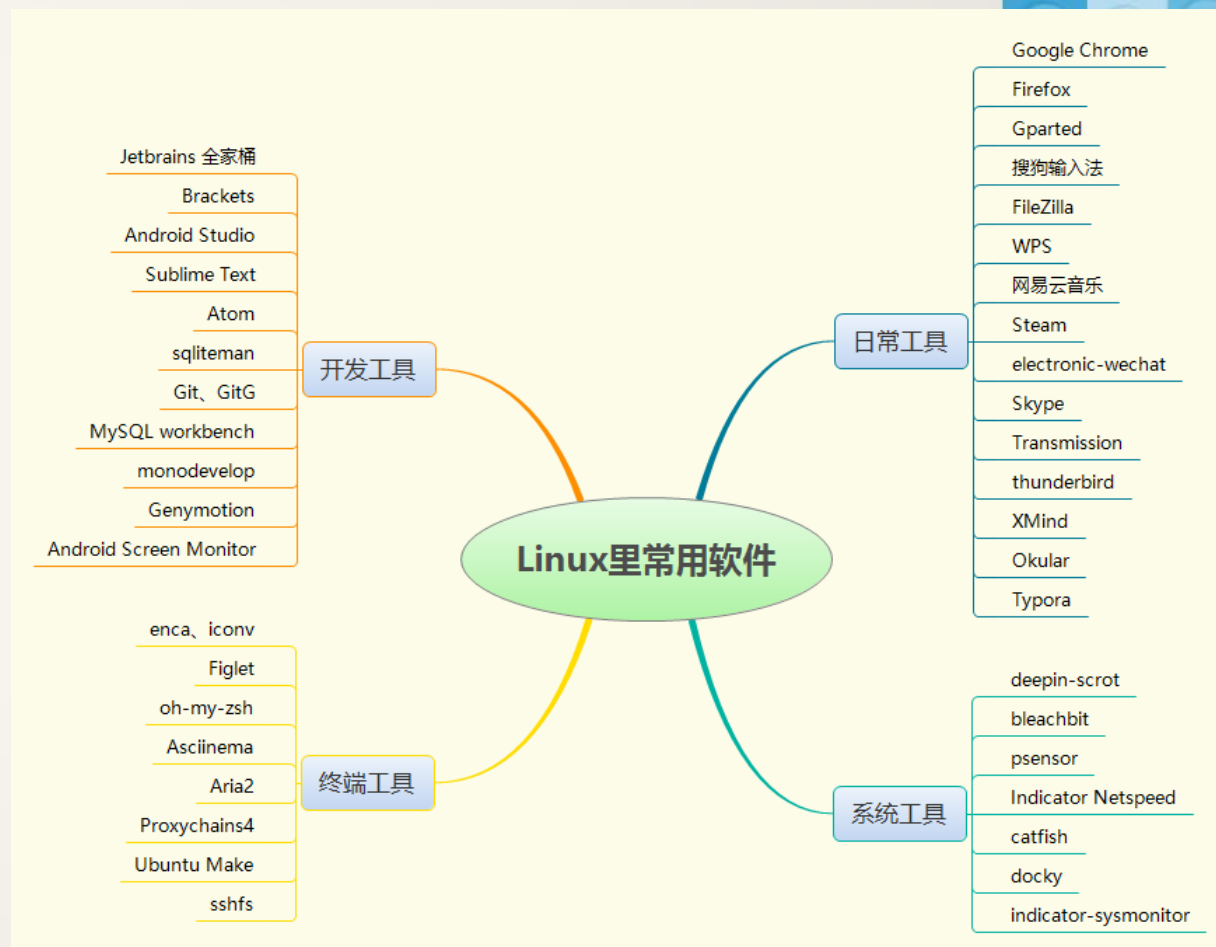 Linux里常用软件
开发工具
Jetbrains 全家桶
Brackets
Android Studio
Sublime Text
Atom
sqliteman
Git、GitG
MySQL workbench
monodevelop
Genymotion
Android Screen Monitor
终端工具
enca、iconv
Figlet
oh-my-zsh
Asciinema
Aria2
Proxychains4
Ubuntu Make
sshfs
日常工具
Google Chrome
Firefox
Gparted
搜狗输入法
FileZilla
WPS
网易云音乐
Steam
electronic-wechat
Skype
Transmission
thunderbird
XMind
Okular
Typora
系统工具
deepin-scrot
bleachbit
psensor
Indicator Netspeed
catfish
docky
indicator-sysmonitor